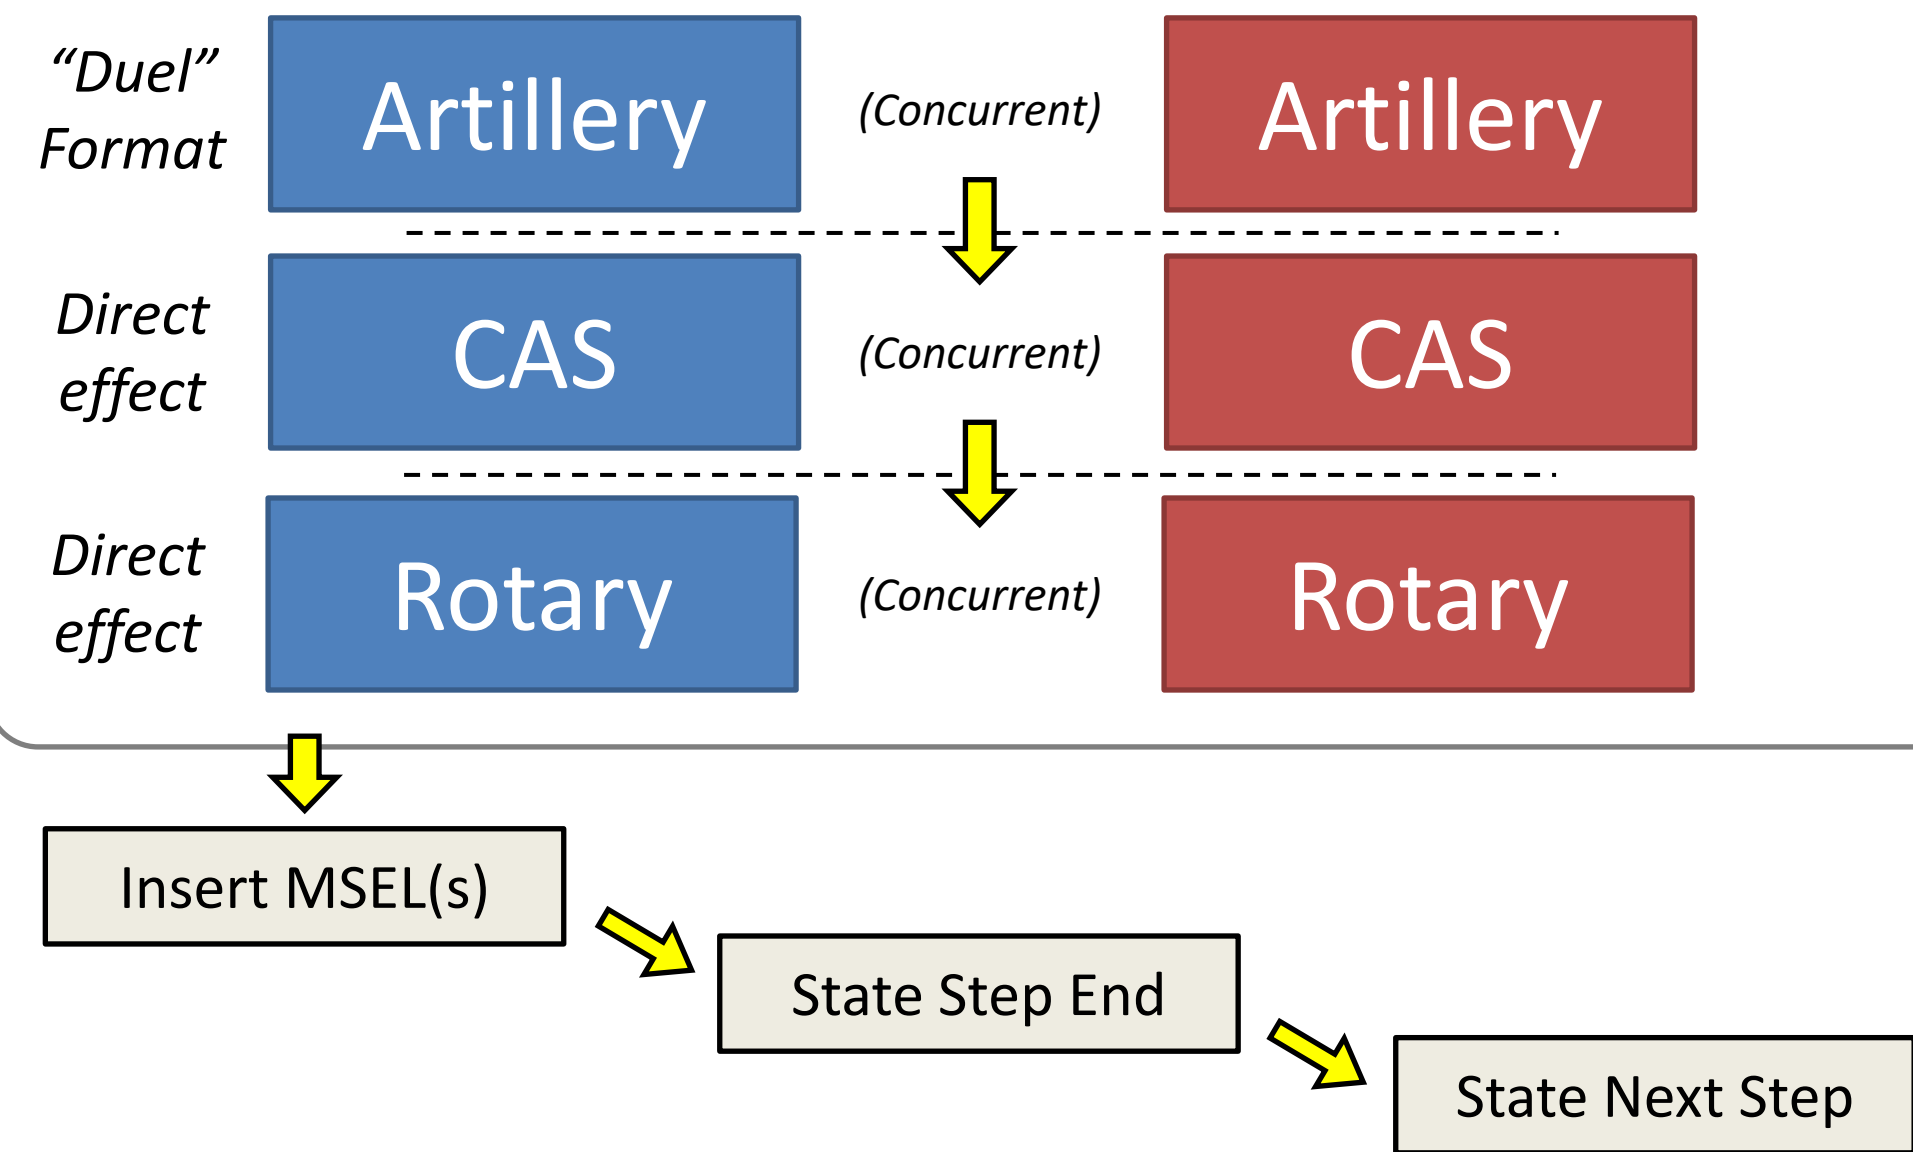 “Duel”
Format
Artillery
(Concurrent)
Artillery
Direct
effect
CAS
(Concurrent)
CAS
Direct
effect
Rotary
(Concurrent)
Rotary
Insert MSEL(s)
State Step End
State Next Step